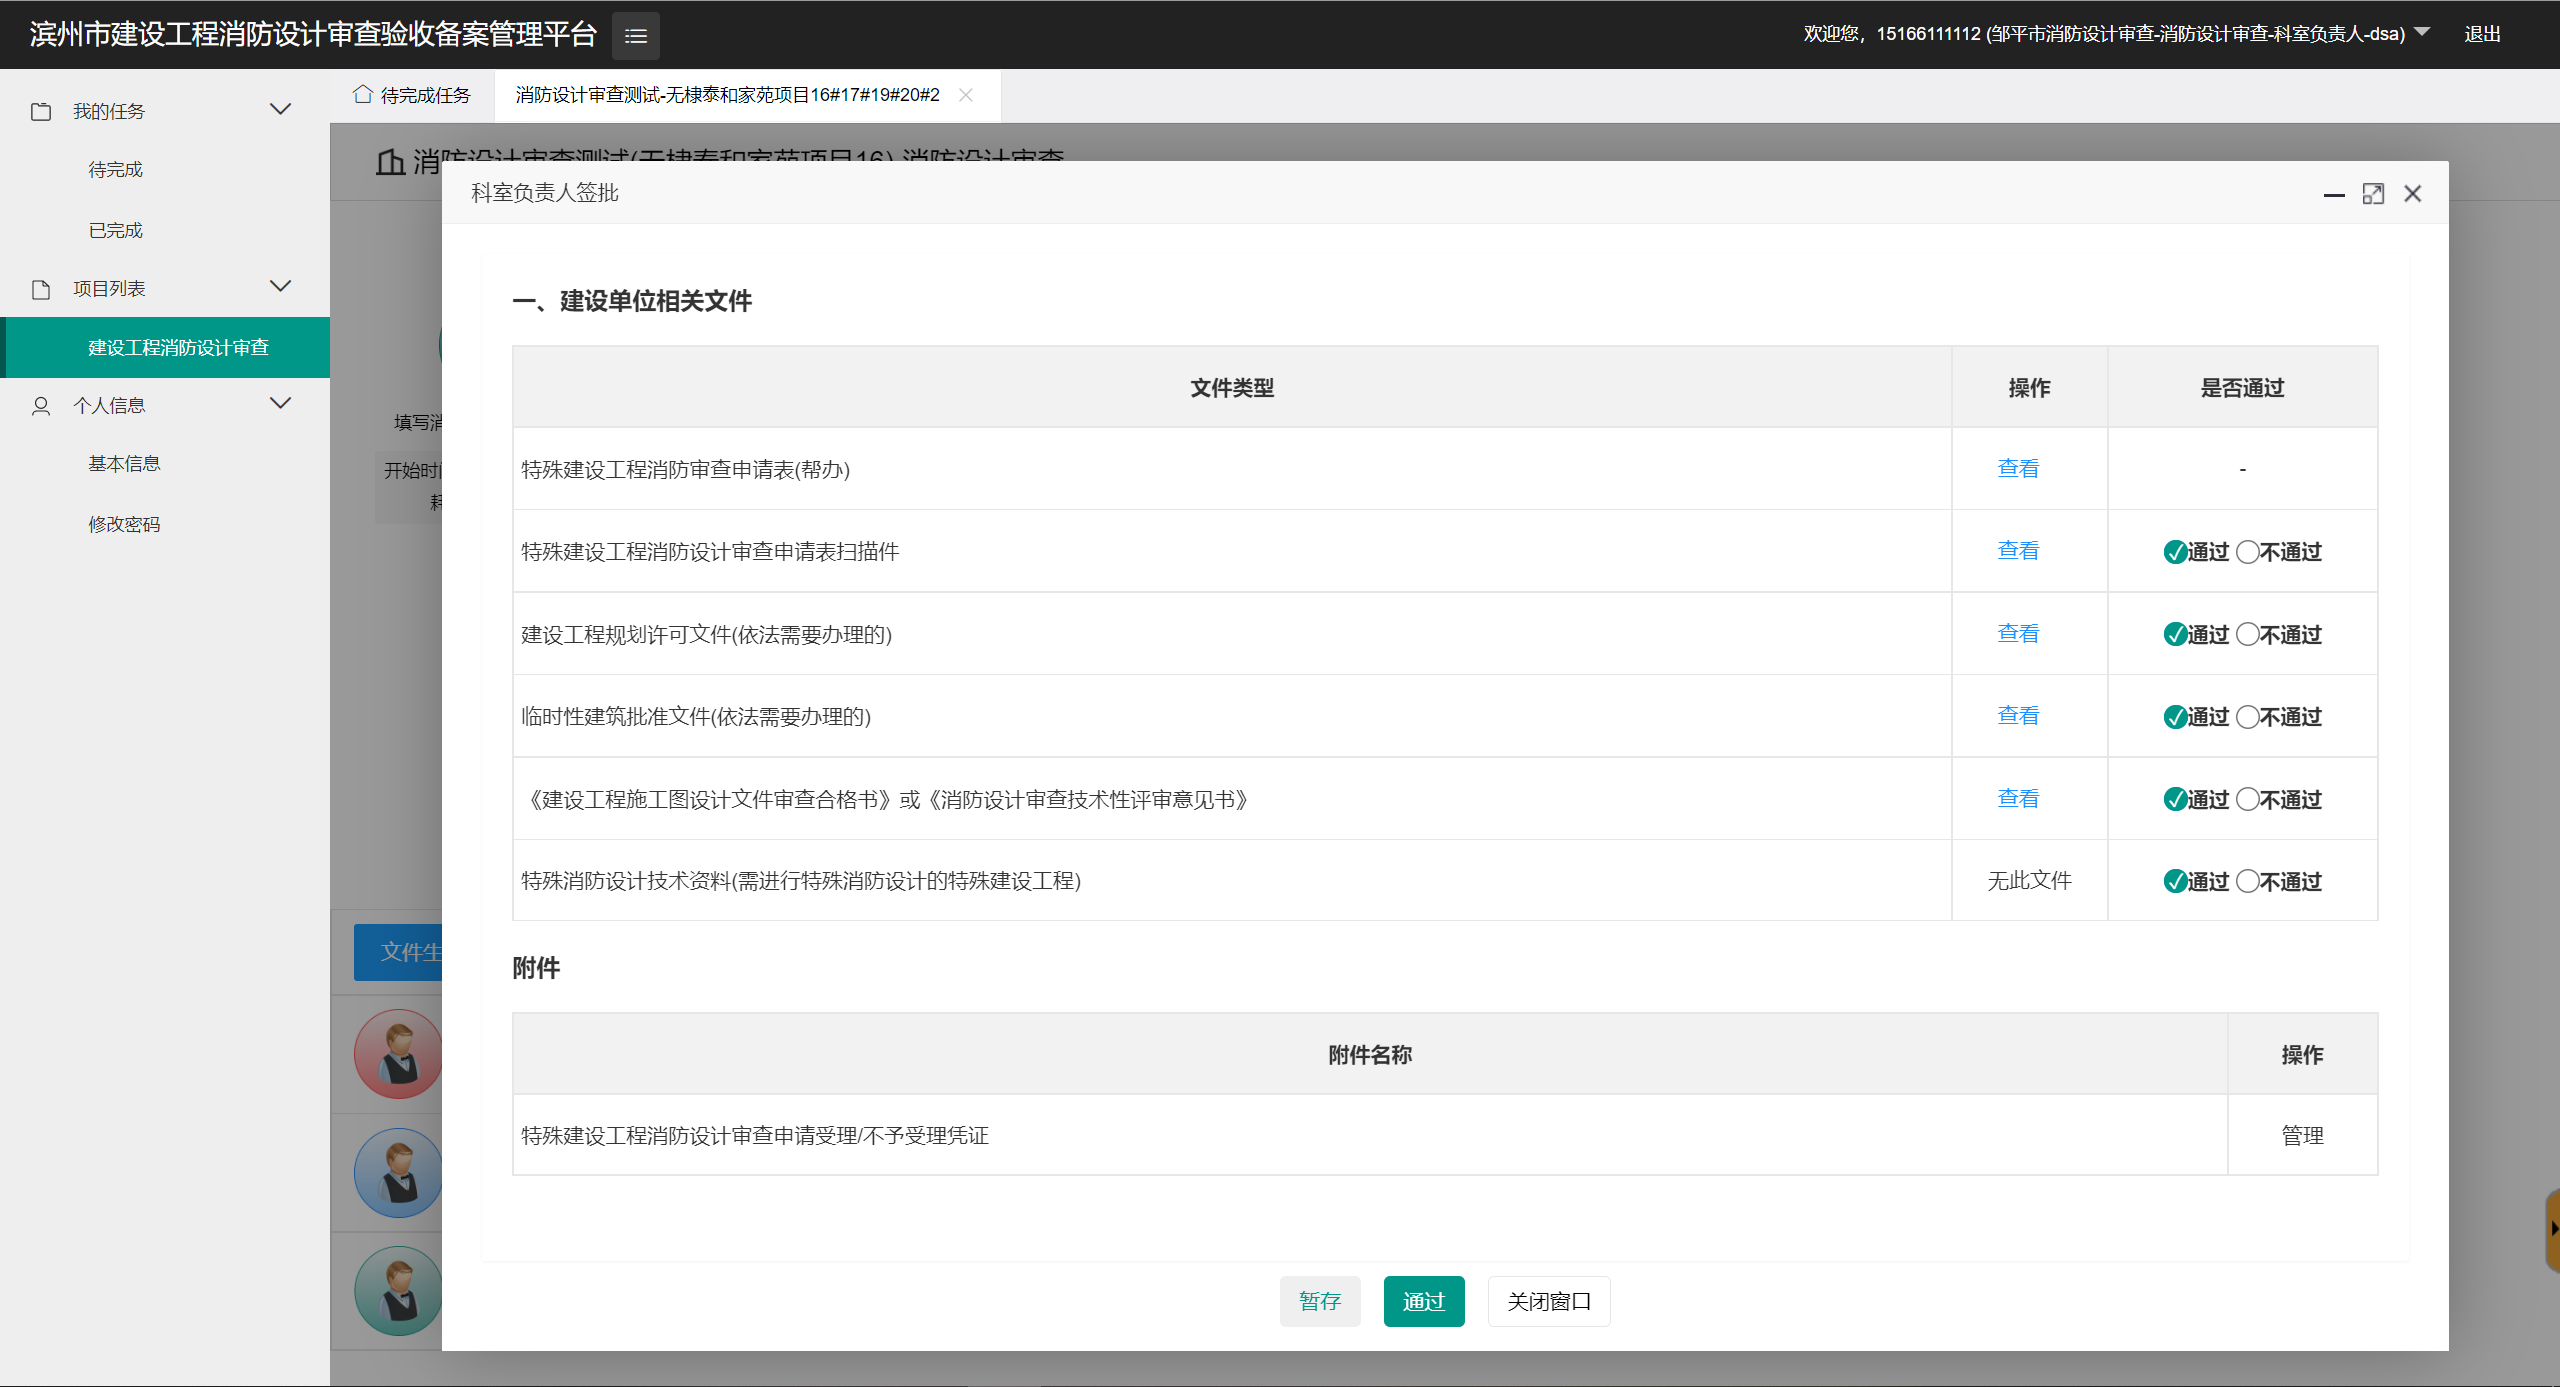 滨州市建设工程消防设计审查验收备案管理平台
欢迎您，15166111112 (邹平市消防设计审查-消防设计审查-科室负责人-dsa)
退出
我的任务
待完成
已完成
项目列表
建设工程消防设计审查
个人信息
基本信息
修改密码
待完成任务
消防设计审查测试-无棣泰和家苑项目16#17#19#20#2
消防设计审查测试(无棣泰和家苑项目16) 消防设计审查
填写消
开始时间
耗
文件生
科室负责人签批
一、建设单位相关文件
文件类型 操作 是否通过
特殊建设工程消防审查申请表(帮办) 查看 -
特殊建设工程消防设计审查申请表扫描件 查看 通过 不通过
建设工程规划许可文件(依法需要办理的) 查看 通过 不通过
临时性建筑批准文件(依法需要办理的) 查看 通过 不通过
《建设工程施工图设计文件审查合格书》或《消防设计审查技术性评审意见书》 查看 通过 不通过
特殊消防设计技术资料(需进行特殊消防设计的特殊建设工程) 无此文件 通过 不通过
附件
附件名称 操作
特殊建设工程消防设计审查申请受理/不予受理凭证 管理
暂存 通过 关闭窗口